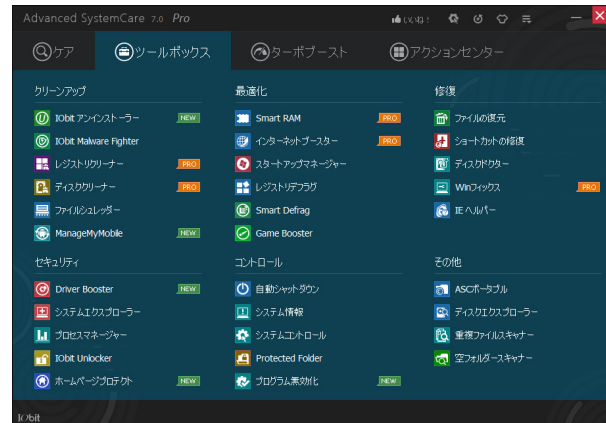 Advanced SystemCare 7.0 Pro
いいね!
ケア
ツールボックス
ターボブースト
アクションセンター
クリーンアップ
IObit アンインストーラー NEW
IObit Malware Fighter
レジストリクリーナー PRO
ディスククリーナー PRO
ファイルシュレッダー
ManageMyMobile NEW
最適化
Smart RAM PRO
インターネットブースター PRO
スタートアップマネージャー
レジストリデフラグ
Smart Defrag
Game Booster
修復
ファイルの復元
ショートカットの修復
ディスクドクター
Winフィックス PRO
IE ヘルパー
セキュリティ
Driver Booster NEW
システムエクスプローラー
プロセスマネージャー
IObit Unlocker
ホームページプロテクト NEW
コントロール
自動シャットダウン
システム情報
システムコントロール
Protected Folder
プログラム無効化 NEW
その他
ASCポータブル
ディスクエクスプローラー
重複ファイルスキャナー
空フォルダースキャナー
IObit